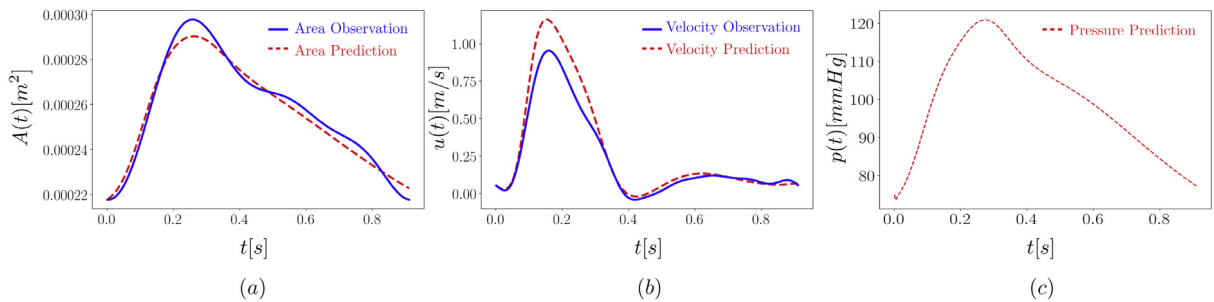 0.00030
0.00028
0.00026
0.00024
0.00022
A(t)[m²]
Area Observation
Area Prediction
0.0
0.2
0.4
0.6
0.8
t[s]
(a)
1.00
0.75
0.50
0.25
0.00
u(t)[m/s]
Velocity Observation
Velocity Prediction
0.0
0.2
0.4
0.6
0.8
t[s]
(b)
120
110
100
90
80
p(t)[mmHg]
Pressure Prediction
0.0
0.2
0.4
0.6
0.8
t[s]
(c)